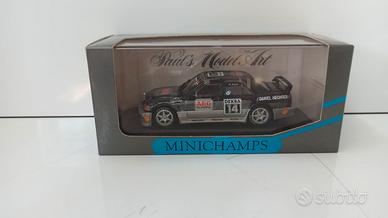 Paul's Model Art
AEG
DEKRA
14
DANIEL HECHTER
MINICHAMPS
subito